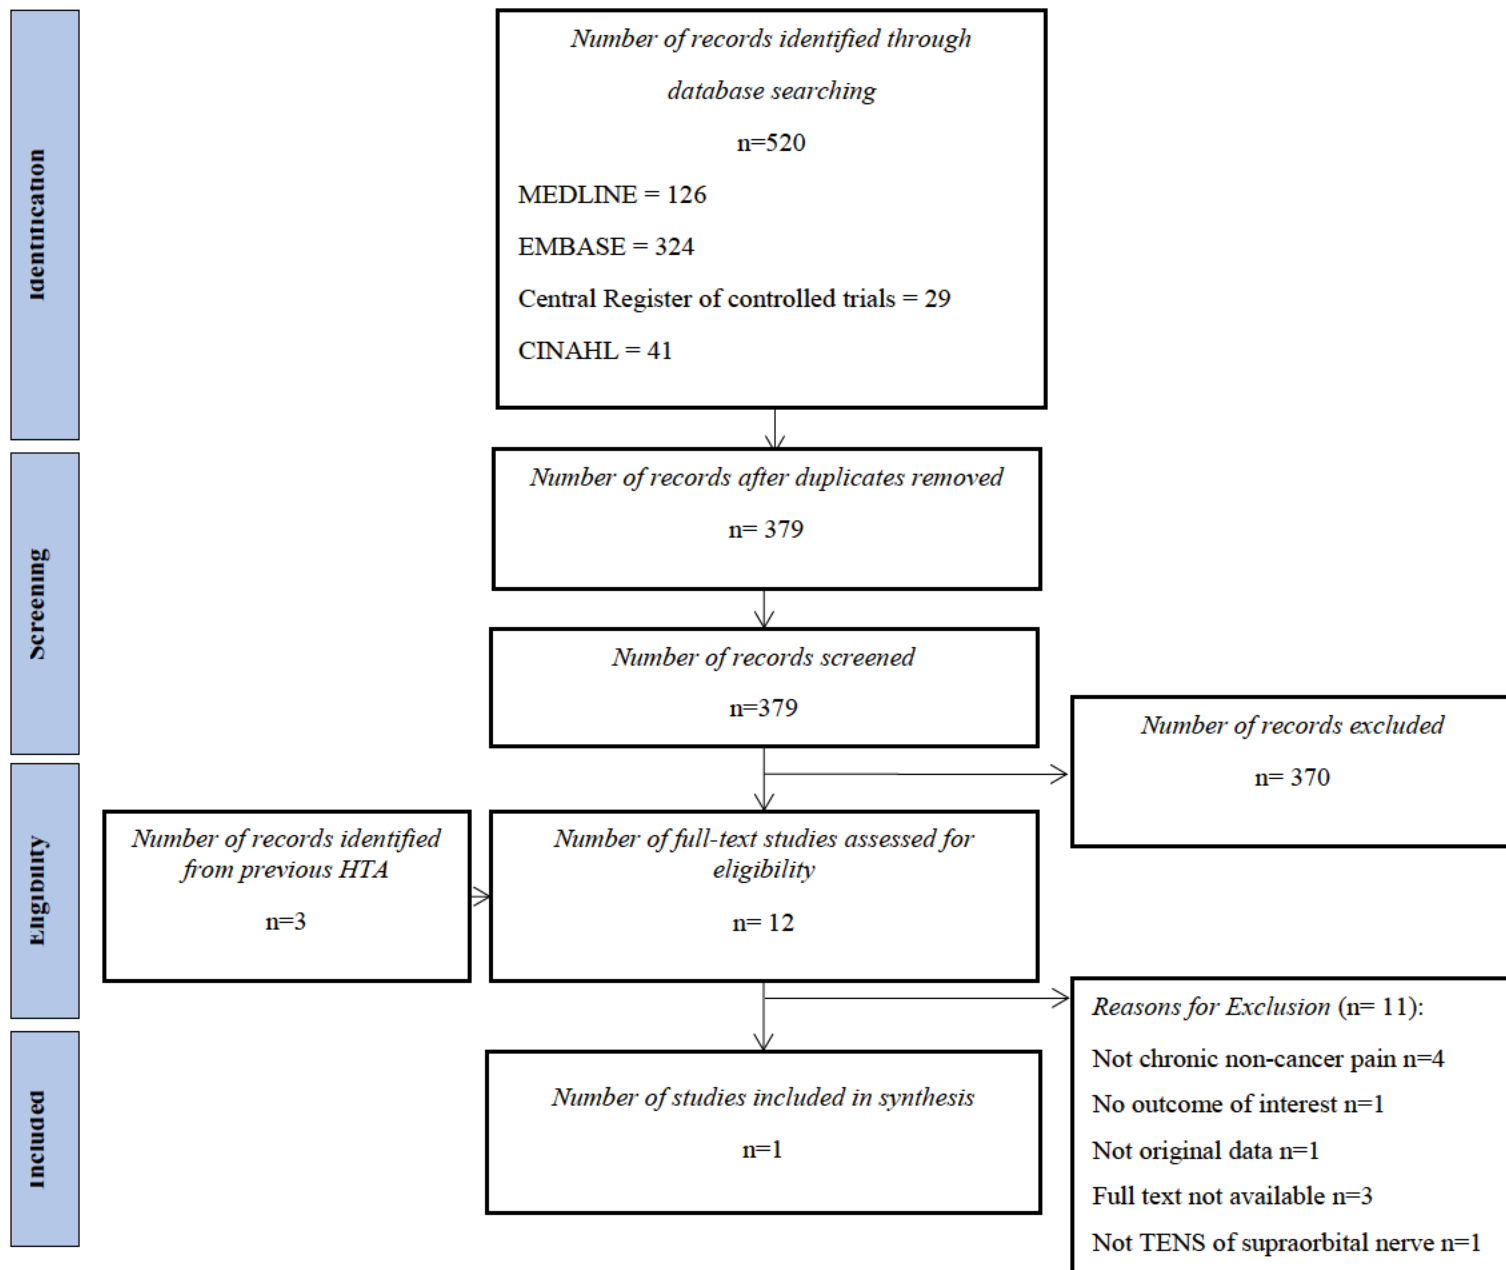 Identification
Number of records identified through
database searching
n=520
MEDLINE = 126
EMBASE = 324
Central Register of controlled trials = 29
CINAHL = 41
Screening
Number of records after duplicates removed
n= 379
Number of records screened
n=379
Number of records excluded
n= 370
Eligibility
Number of records identified
from previous HTA
n=3
Number of full-text studies assessed for
eligibility
n= 12
Reasons for Exclusion (n= 11):
Not chronic non-cancer pain n=4
No outcome of interest n=1
Not original data n=1
Full text not available n=3
Not TENS of supraorbital nerve n=1
Included
Number of studies included in synthesis
n=1